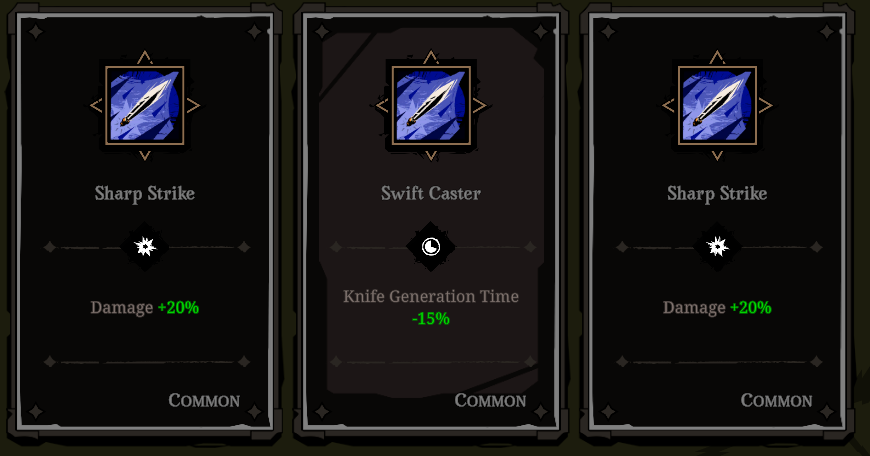 Sharp Strike
Damage +20%
Common
Swift Caster
Knife Generation Time
-15%
Common
Sharp Strike
Damage +20%
Common